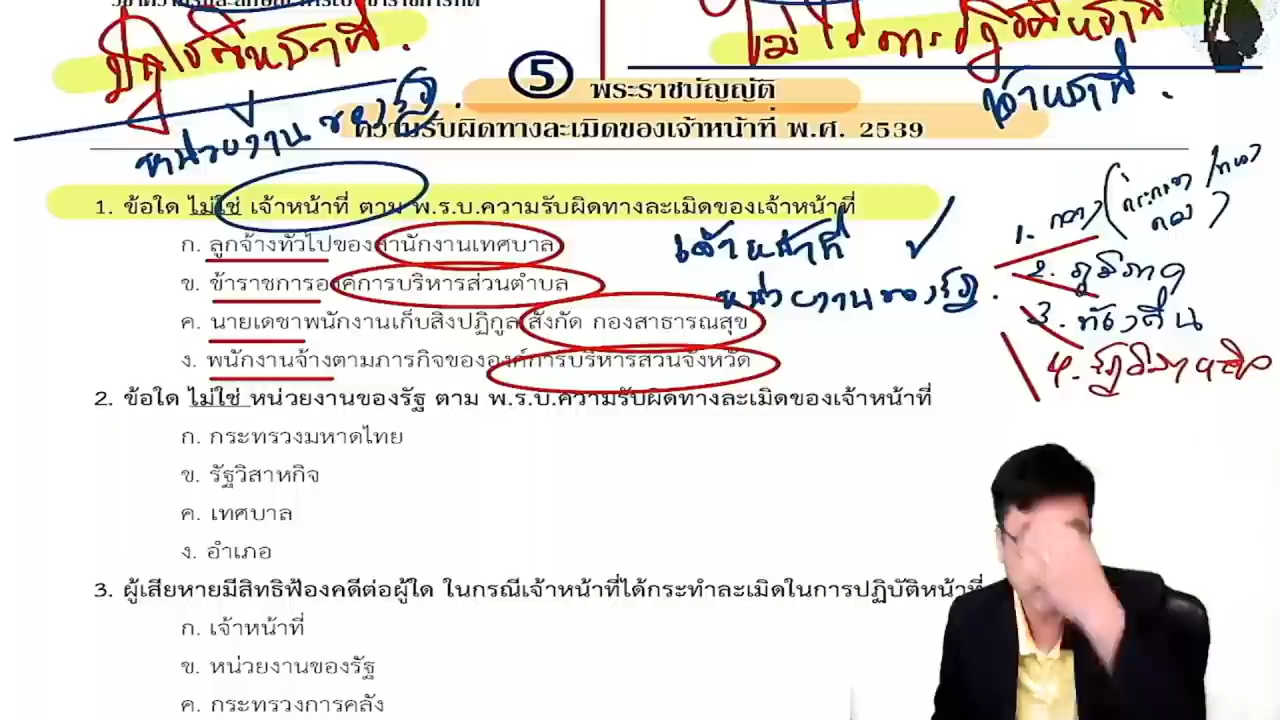 ปฏิบัติหน้าที่.
ไม่ใช่การปฏิบัติหน้าที่
หน่วยงานของรัฐ.
เจ้าหน้าที่.
5 พระราชบัญญัติ
ความรับผิดทางละเมิดของเจ้าหน้าที่ พ.ศ. 2539
1. ข้อใด ไม่ใช่ เจ้าหน้าที่ ตาม พ.ร.บ.ความรับผิดทางละเมิดของเจ้าหน้าที่
ก. ลูกจ้างทั่วไปของสำนักงานเทศบาล
ข. ข้าราชการองค์การบริหารส่วนตำบล
ค. นายเดชาพนักงานเก็บสิ่งปฏิกูล สังกัด กองสาธารณสุข
ง. พนักงานจ้างตามภารกิจขององค์การบริหารส่วนจังหวัด
เจ้าหน้าที่
หน่วยงานของรัฐ.
1. กลาง (กระทรวง / ทบวง
กรม )
2. ภูมิภาค
3. ท้องถิ่น
4. รัฐวิสาหกิจ
2. ข้อใด ไม่ใช่ หน่วยงานของรัฐ ตาม พ.ร.บ.ความรับผิดทางละเมิดของเจ้าหน้าที่
ก. กระทรวงมหาดไทย
ข. รัฐวิสาหกิจ
ค. เทศบาล
ง. อำเภอ
3. ผู้เสียหายมีสิทธิฟ้องคดีต่อผู้ใด ในกรณีเจ้าหน้าที่ได้กระทำละเมิดในการปฏิบัติหน้าที่
ก. เจ้าหน้าที่
ข. หน่วยงานของรัฐ
ค. กระทรวงการคลัง